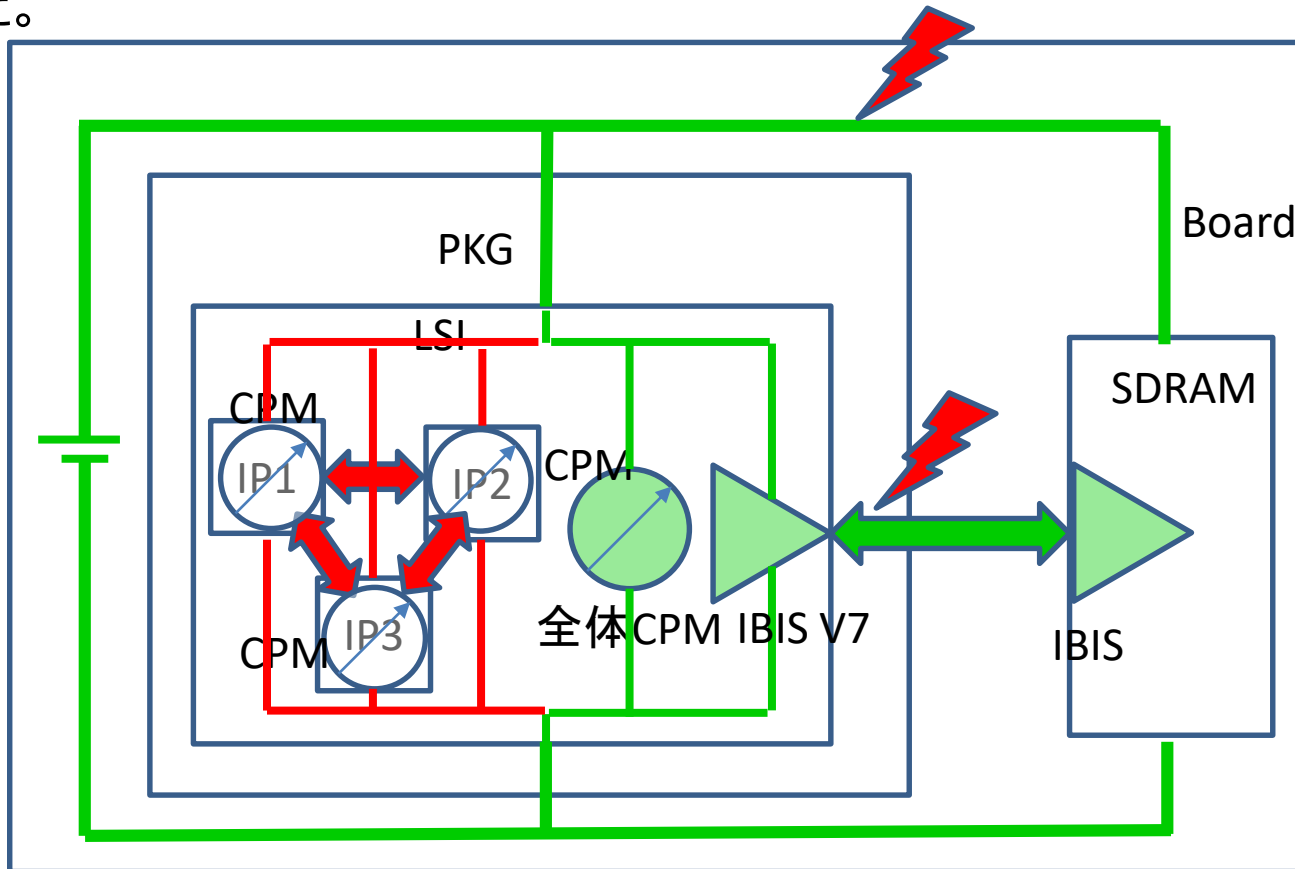 Board
PKG
LSI
SDRAM
CPM
IP1
IP2
CPM
IP3
CPM
全体CPM
IBIS V7
IBIS